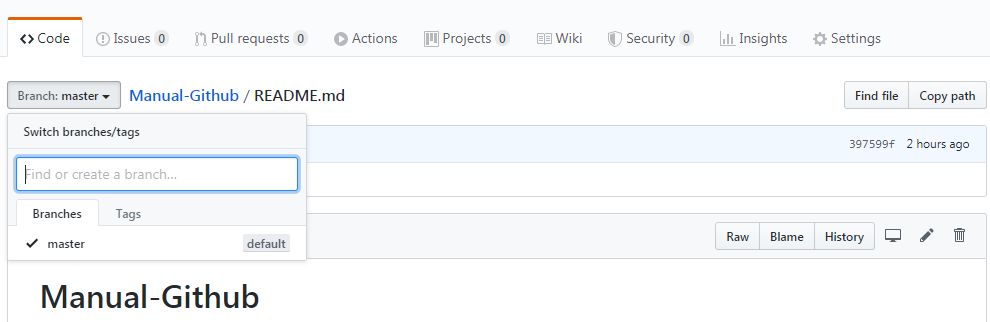 Code Issues 0 Pull requests 0 Actions Projects 0 Wiki Security 0 Insights Settings
Branch: master Manual-Github / README.md Find file Copy path
Switch branches/tags
397599f 2 hours ago
Find or create a branch...
Branches Tags
master default
Raw Blame History
Manual-Github